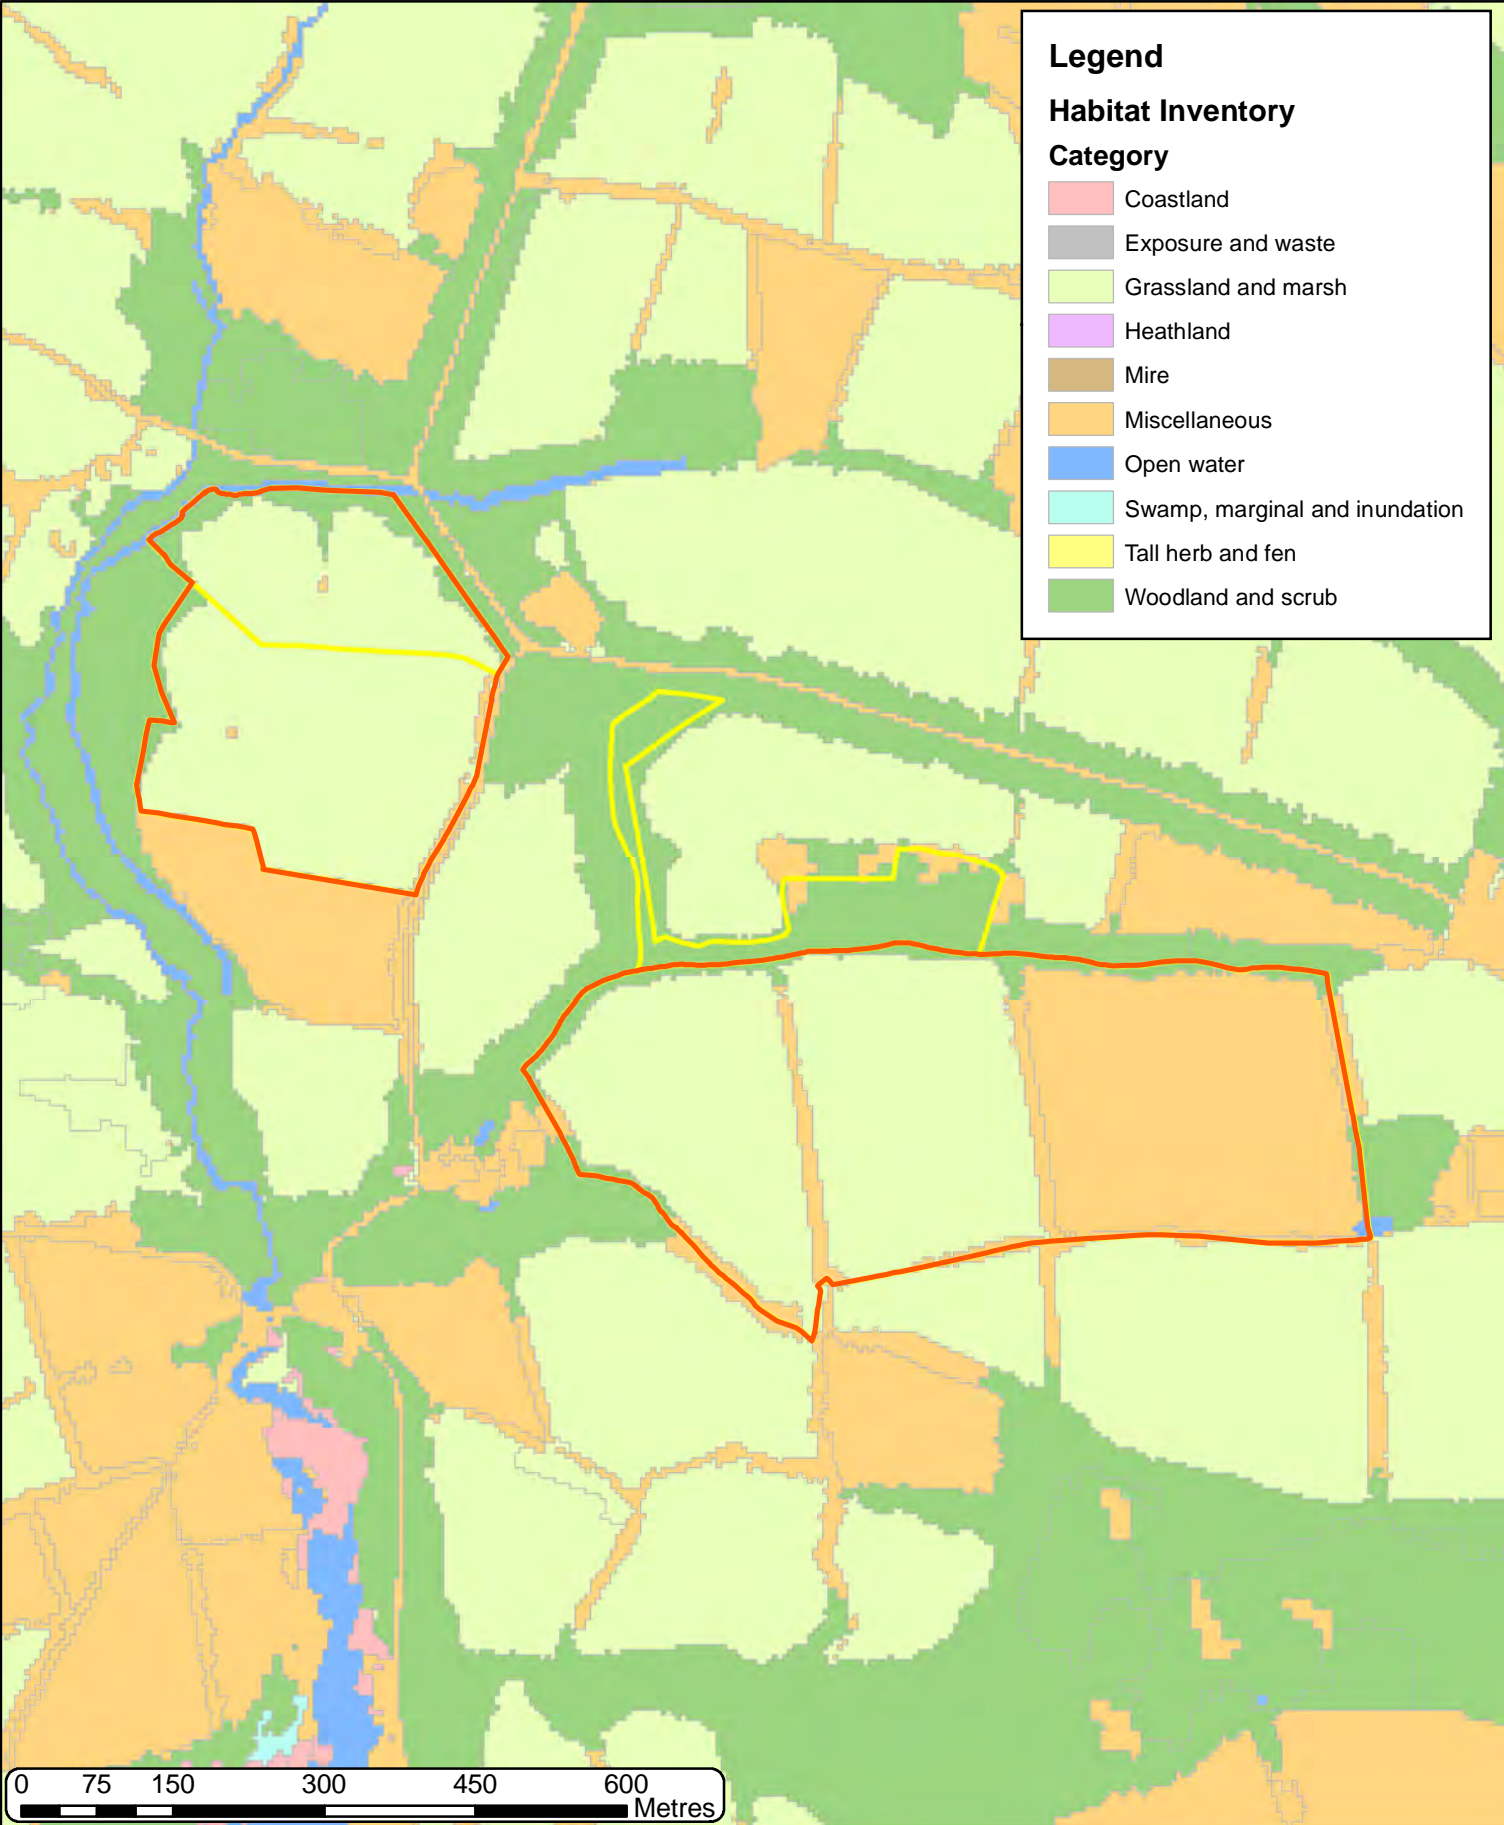 Legend
Habitat Inventory
Category
Coastland
Exposure and waste
Grassland and marsh
Heathland
Mire
Miscellaneous
Open water
Swamp, marginal and inundation
Tall herb and fen
Woodland and scrub
0 75 150 300 450 600
Metres